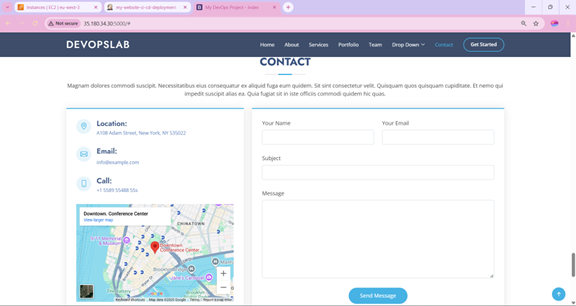 Instances | EC2 | eu-west-3
my-website-ci-cd-deployment
My DevOps Project - Index
Not secure
35.180.34.30:5000/#
DEVOPSLAB
Home About Services Portfolio Team Drop Down Contact Get Started
CONTACT
Magnam dolores commodi suscipit. Necessitatibus eius consequatur ex aliquid fuga eum quidem. Sit sint consectetur velit. Quisquam quos quisquam cupiditate. Et nemo qui
impedit suscipit alias ea. Quia fugiat sit in iste officiis commodi quidem hic quas.
Location:
A108 Adam Street, New York, NY 535022
Email:
info@example.com
Call:
+1 5589 55488 55s
Your Name
Your Email
Subject
Message
Downtown. Conference Center
View larger map
CHINATOWN
Downtown
Conference Center
Keyboard shortcuts Map data ©2025 Google Terms Report a map error
Send Message